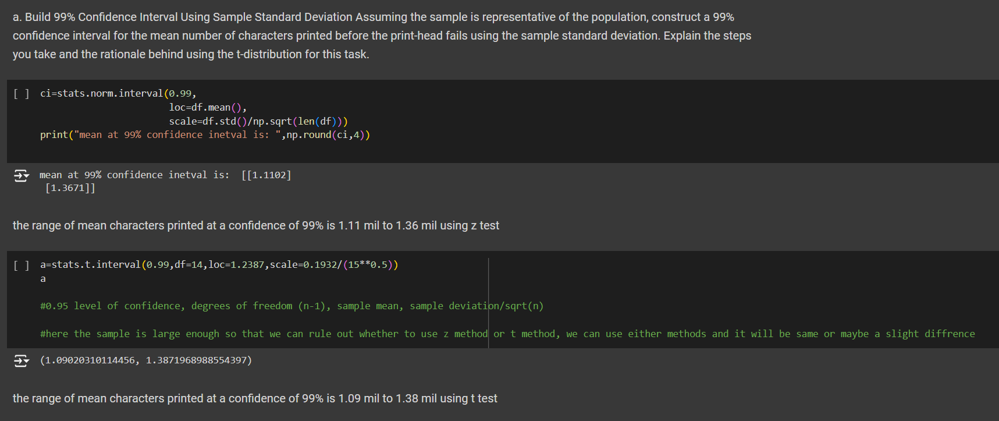 a. Build 99% Confidence Interval Using Sample Standard Deviation Assuming the sample is representative of the population, construct a 99%
confidence interval for the mean number of characters printed before the print-head fails using the sample standard deviation. Explain the steps
you take and the rationale behind using the t-distribution for this task.
[ ] ci=stats.norm.interval(0.99,
loc=df.mean(),
scale=df.std()/np.sqrt(len(df)))
print("mean at 99% confidence inetval is: ",np.round(ci,4))
mean at 99% confidence inetval is:  [[1.1102]
[1.3671]]
the range of mean characters printed at a confidence of 99% is 1.11 mil to 1.36 mil using z test
[ ] a=stats.t.interval(0.99,df=14,loc=1.2387,scale=0.1932/(15**0.5))
a
#0.95 level of confidence, degrees of freedom (n-1), sample mean, sample deviation/sqrt(n)
#here the sample is large enough so that we can rule out whether to use z method or t method, we can use either methods and it will be same or maybe a slight diffrence
(1.09020310114456, 1.3871968988554397)
the range of mean characters printed at a confidence of 99% is 1.09 mil to 1.38 mil using t test